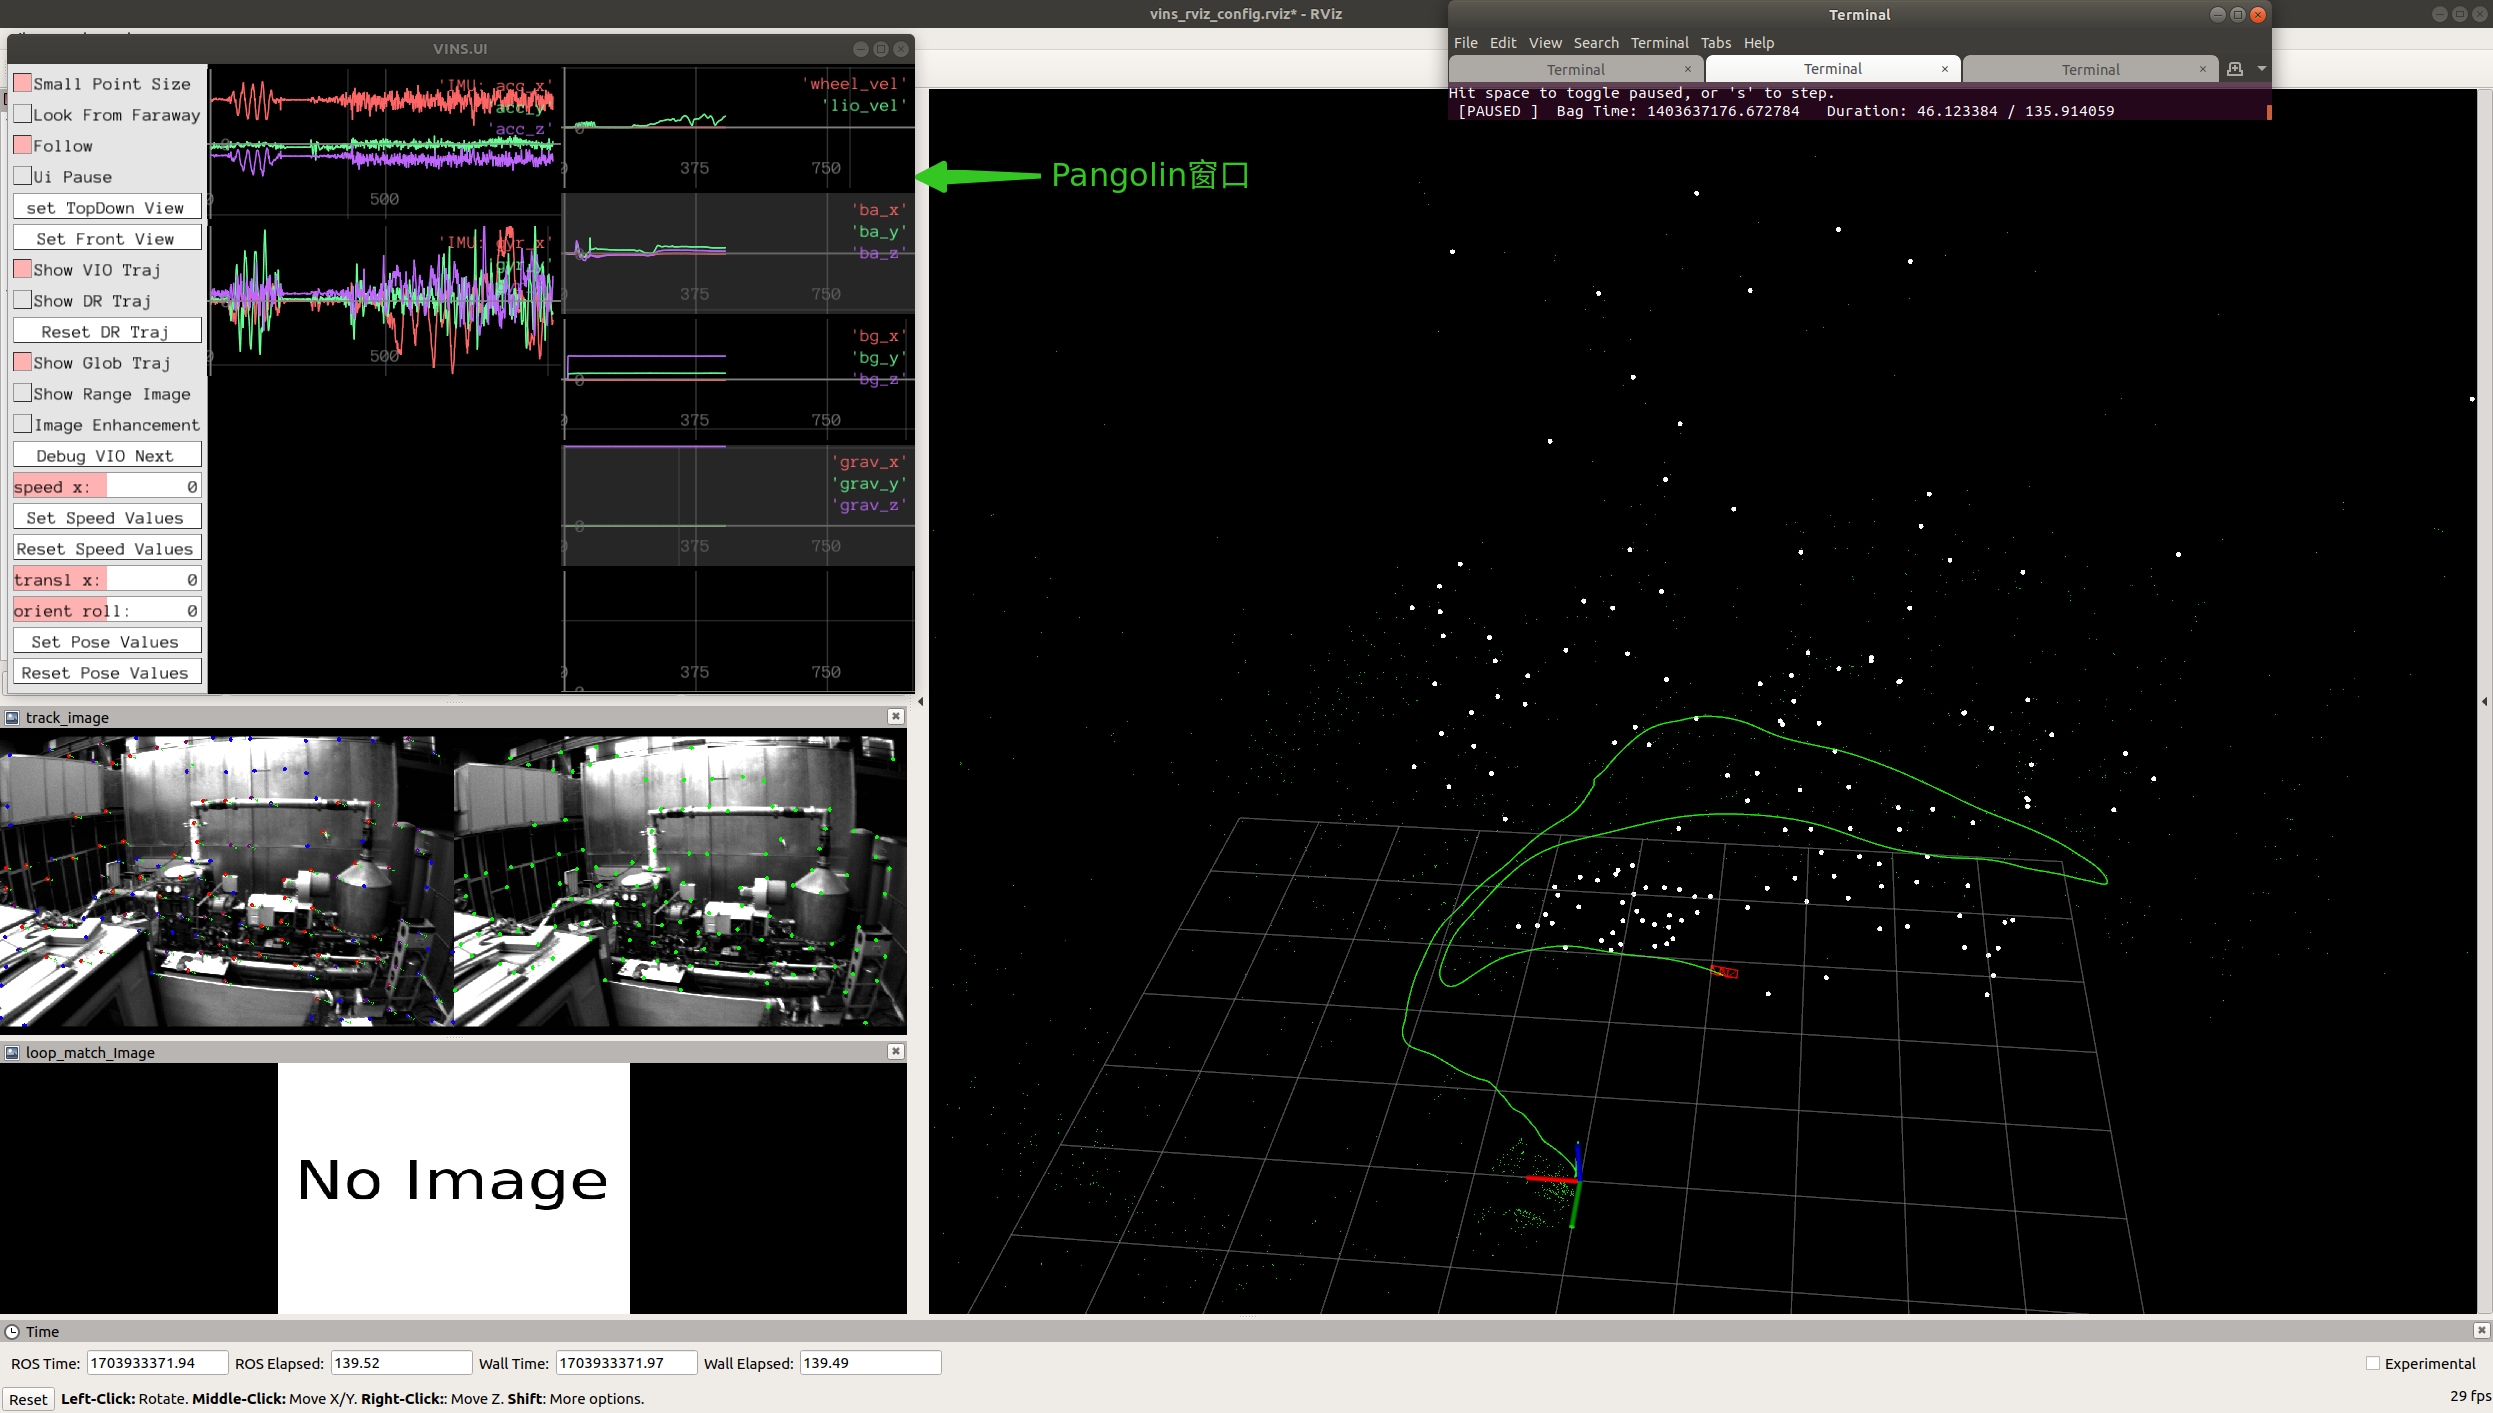 vins_rviz_config.rviz* - RViz
VINS.UI
Small Point Size
Look From Faraway
Follow
Ui Pause
set TopDown View
Set Front View
Show VIO Traj
Show DR Traj
Reset DR Traj
Show Glob Traj
Show Range Image
Image Enhancement
Debug VIO Next
speed x: 0
Set Speed Values
Reset Speed Values
transl x: 0
orient roll: 0
Set Pose Values
Reset Pose Values
'IMU: acc_x'
acc_y'
'acc_z'
0
500
'IMU: gyr_x'
gyr_y'
500
'wheel_vel'
'lio_vel'
0
375 750
'ba_x'
'ba_y'
'ba_z'
0
375 750
'bg_x'
'bg_y'
'bg_z'
0
375 750
'grav_x'
'grav_y'
'grav_z'
0
375 750
375 750
Pangolin窗口
Terminal
File Edit View Search Terminal Tabs Help
Terminal × Terminal × Terminal ×
Hit space to toggle paused, or 's' to step.
[PAUSED ] Bag Time: 1403637176.672784 Duration: 46.123384 / 135.914059
track_image
loop_match_Image
No Image
Time
ROS Time: 1703933371.94 ROS Elapsed: 139.52 Wall Time: 1703933371.97 Wall Elapsed: 139.49 Experimental
Reset Left-Click: Rotate. Middle-Click: Move X/Y. Right-Click:: Move Z. Shift: More options. 29 fps